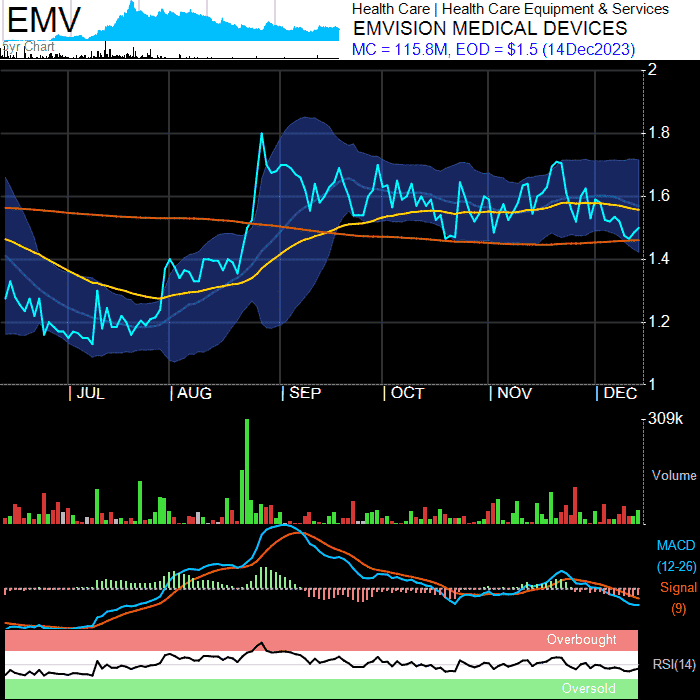 EMV
5yr Chart
Health Care | Health Care Equipment & Services
EMVISION MEDICAL DEVICES
MC = 115.8M, EOD = $1.5 (14Dec2023)
2
1.8
1.6
1.4
1.2
1
JUL AUG SEP OCT NOV DEC
309k
Volume
MACD
(12-26)
Signal
(9)
Overbought
RSI(14)
Oversold